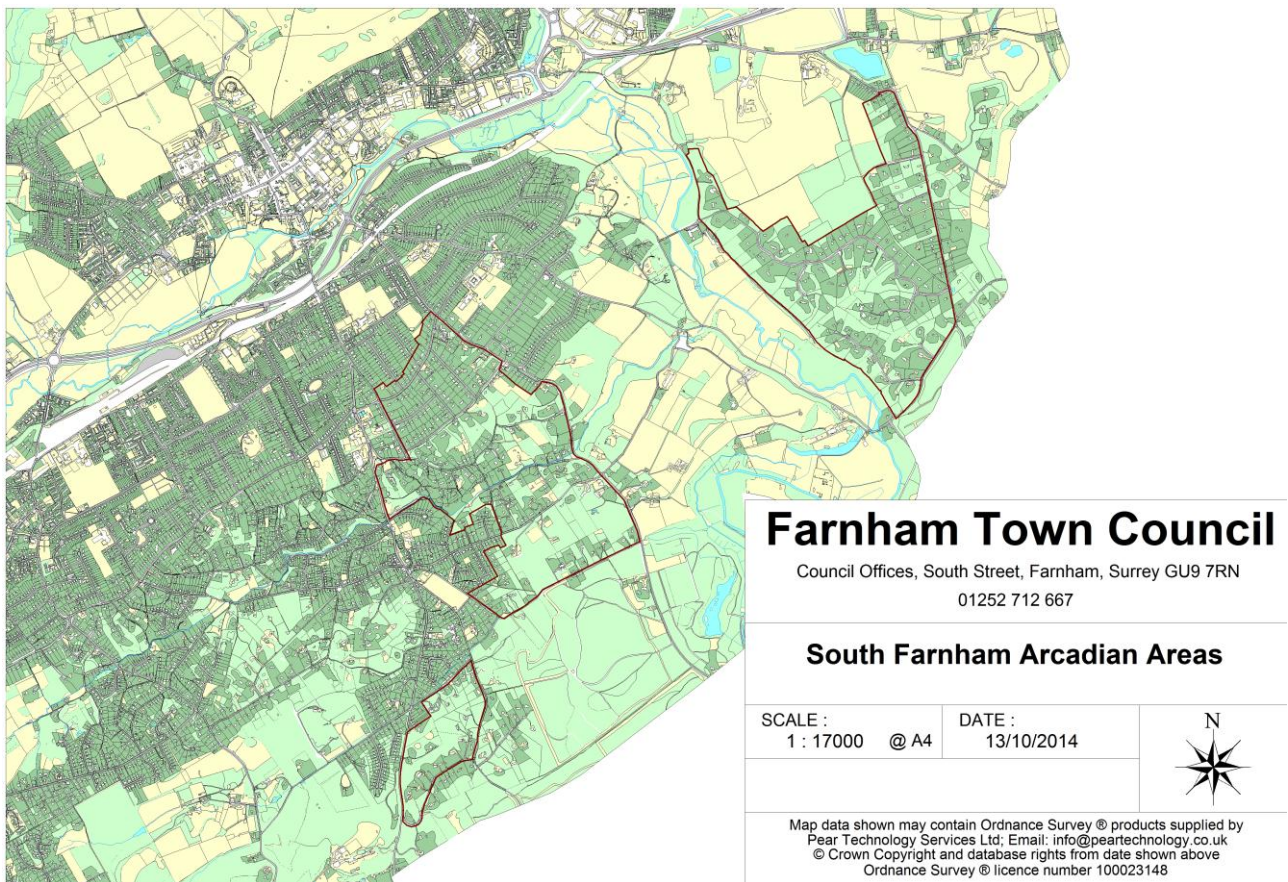 Farnham Town Council
Council Offices, South Street, Farnham, Surrey GU9 7RN
01252 712 667
South Farnham Arcadian Areas
SCALE :
1 : 17000 @ A4
DATE :
13/10/2014
N
Map data shown may contain Ordnance Survey ® products supplied by
Pear Technology Services Ltd; Email: info@peartechnology.co.uk
© Crown Copyright and database rights from date shown above
Ordnance Survey ® licence number 100023148